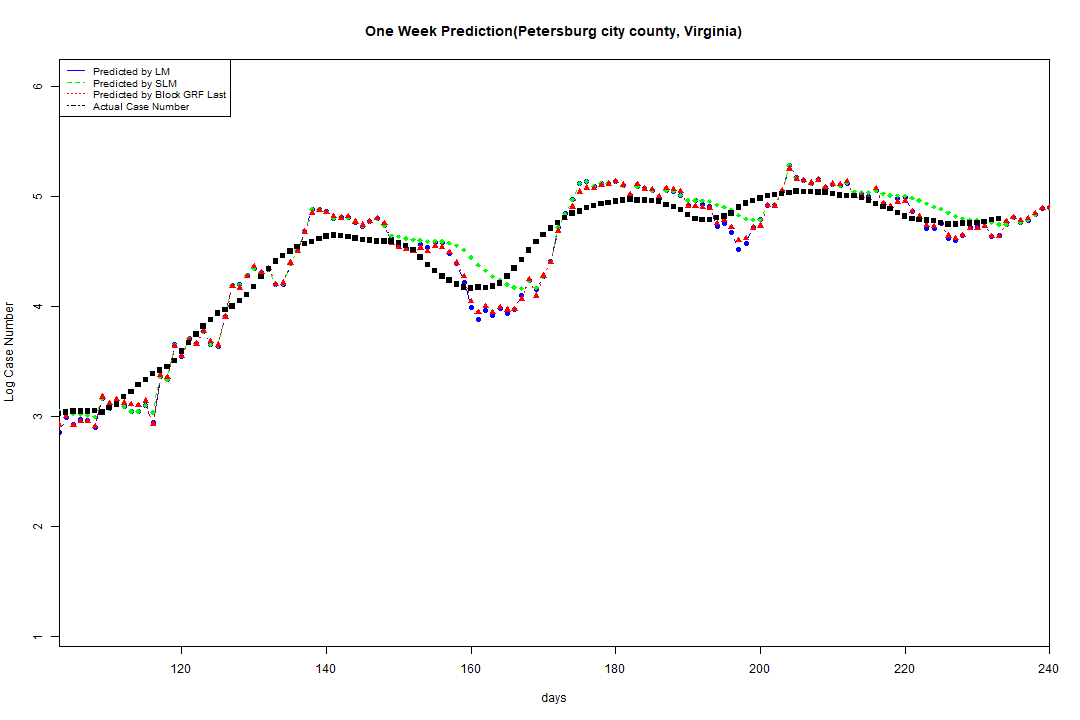 One Week Prediction(Petersburg city county, Virginia)
Predicted by LM
Predicted by SLM
Predicted by Block GRF Last
Actual Case Number
6
5
4
3
2
1
Log Case Number
120 140 160 180 200 220 240
days